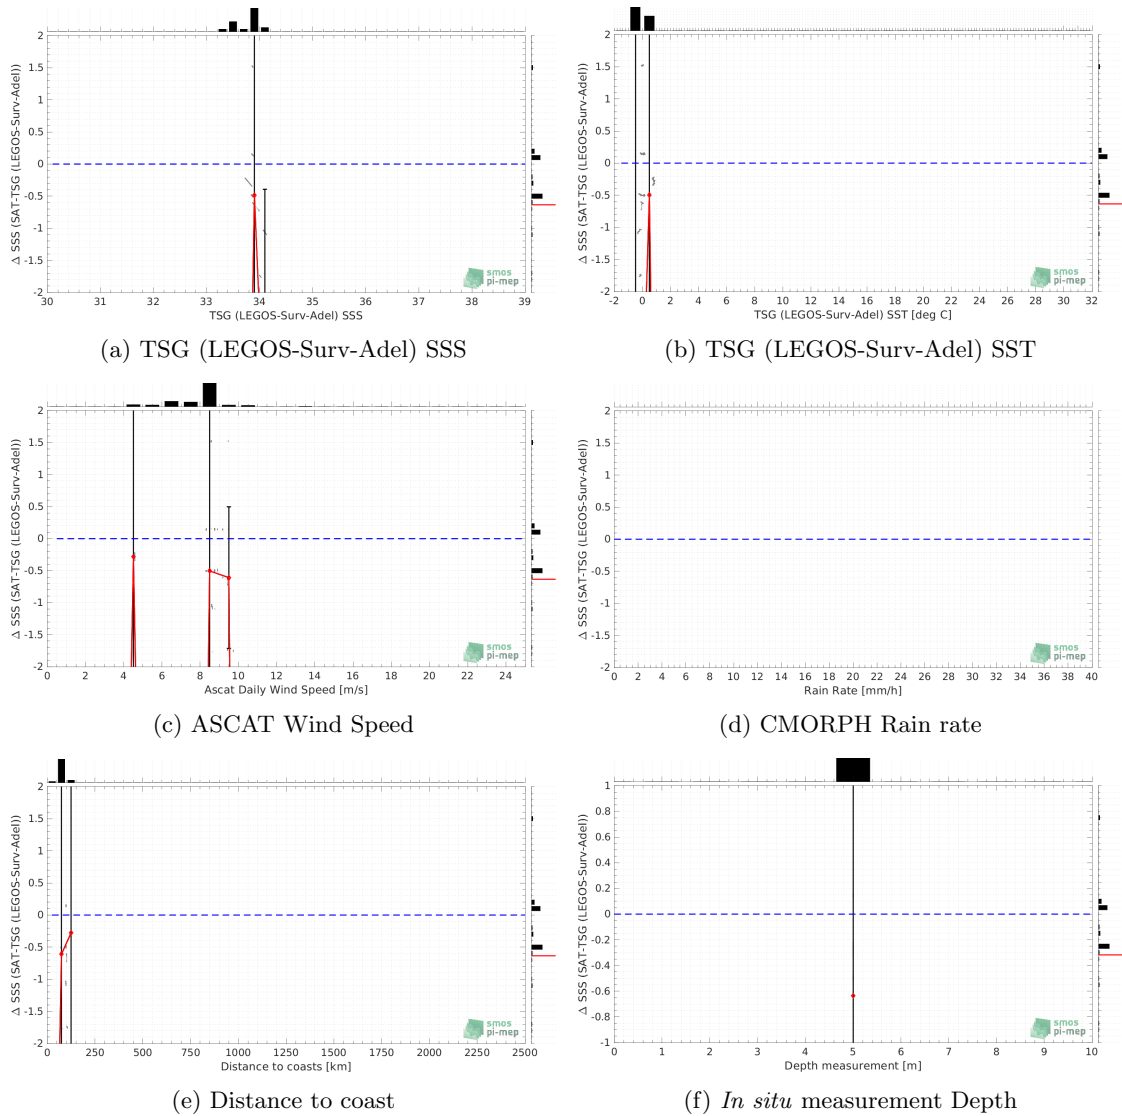 Δ SSS (SAT-TSG (LEGOS-Surv-Adel))
2
1.5
1
0.5
0
-0.5
-1
-1.5
-2
30 31 32 33 34 35 36 37 38 39
TSG (LEGOS-Surv-Adel) SSS
smos
pi-mep
(a) TSG (LEGOS-Surv-Adel) SSS
Δ SSS (SAT-TSG (LEGOS-Surv-Adel))
2
1.5
1
0.5
0
-0.5
-1
-1.5
-2
-2 0 2 4 6 8 10 12 14 16 18 20 22 24 26 28 30 32
TSG (LEGOS-Surv-Adel) SST [deg C]
smos
pi-mep
(b) TSG (LEGOS-Surv-Adel) SST
Δ SSS (SAT-TSG (LEGOS-Surv-Adel))
2
1.5
1
0.5
0
-0.5
-1
-1.5
-2
0 2 4 6 8 10 12 14 16 18 20 22 24
Ascat Daily Wind Speed [m/s]
smos
pi-mep
(c) ASCAT Wind Speed
Δ SSS (SAT-TSG (LEGOS-Surv-Adel))
2
1.5
1
0.5
0
-0.5
-1
-1.5
-2
0 2 4 6 8 10 12 14 16 18 20 22 24 26 28 30 32 34 36 38 40
Rain Rate [mm/h]
smos
pi-mep
(d) CMORPH Rain rate
Δ SSS (SAT-TSG (LEGOS-Surv-Adel))
2
1.5
1
0.5
0
-0.5
-1
-1.5
-2
0 250 500 750 1000 1250 1500 1750 2000 2250 2500
Distance to coasts [km]
smos
pi-mep
(e) Distance to coast
Δ SSS (SAT-TSG (LEGOS-Surv-Adel))
1
0.8
0.6
0.4
0.2
0
-0.2
-0.4
-0.6
-0.8
-1
0 1 2 3 4 5 6 7 8 9 10
Depth measurement [m]
smos
pi-mep
(f) In situ measurement Depth